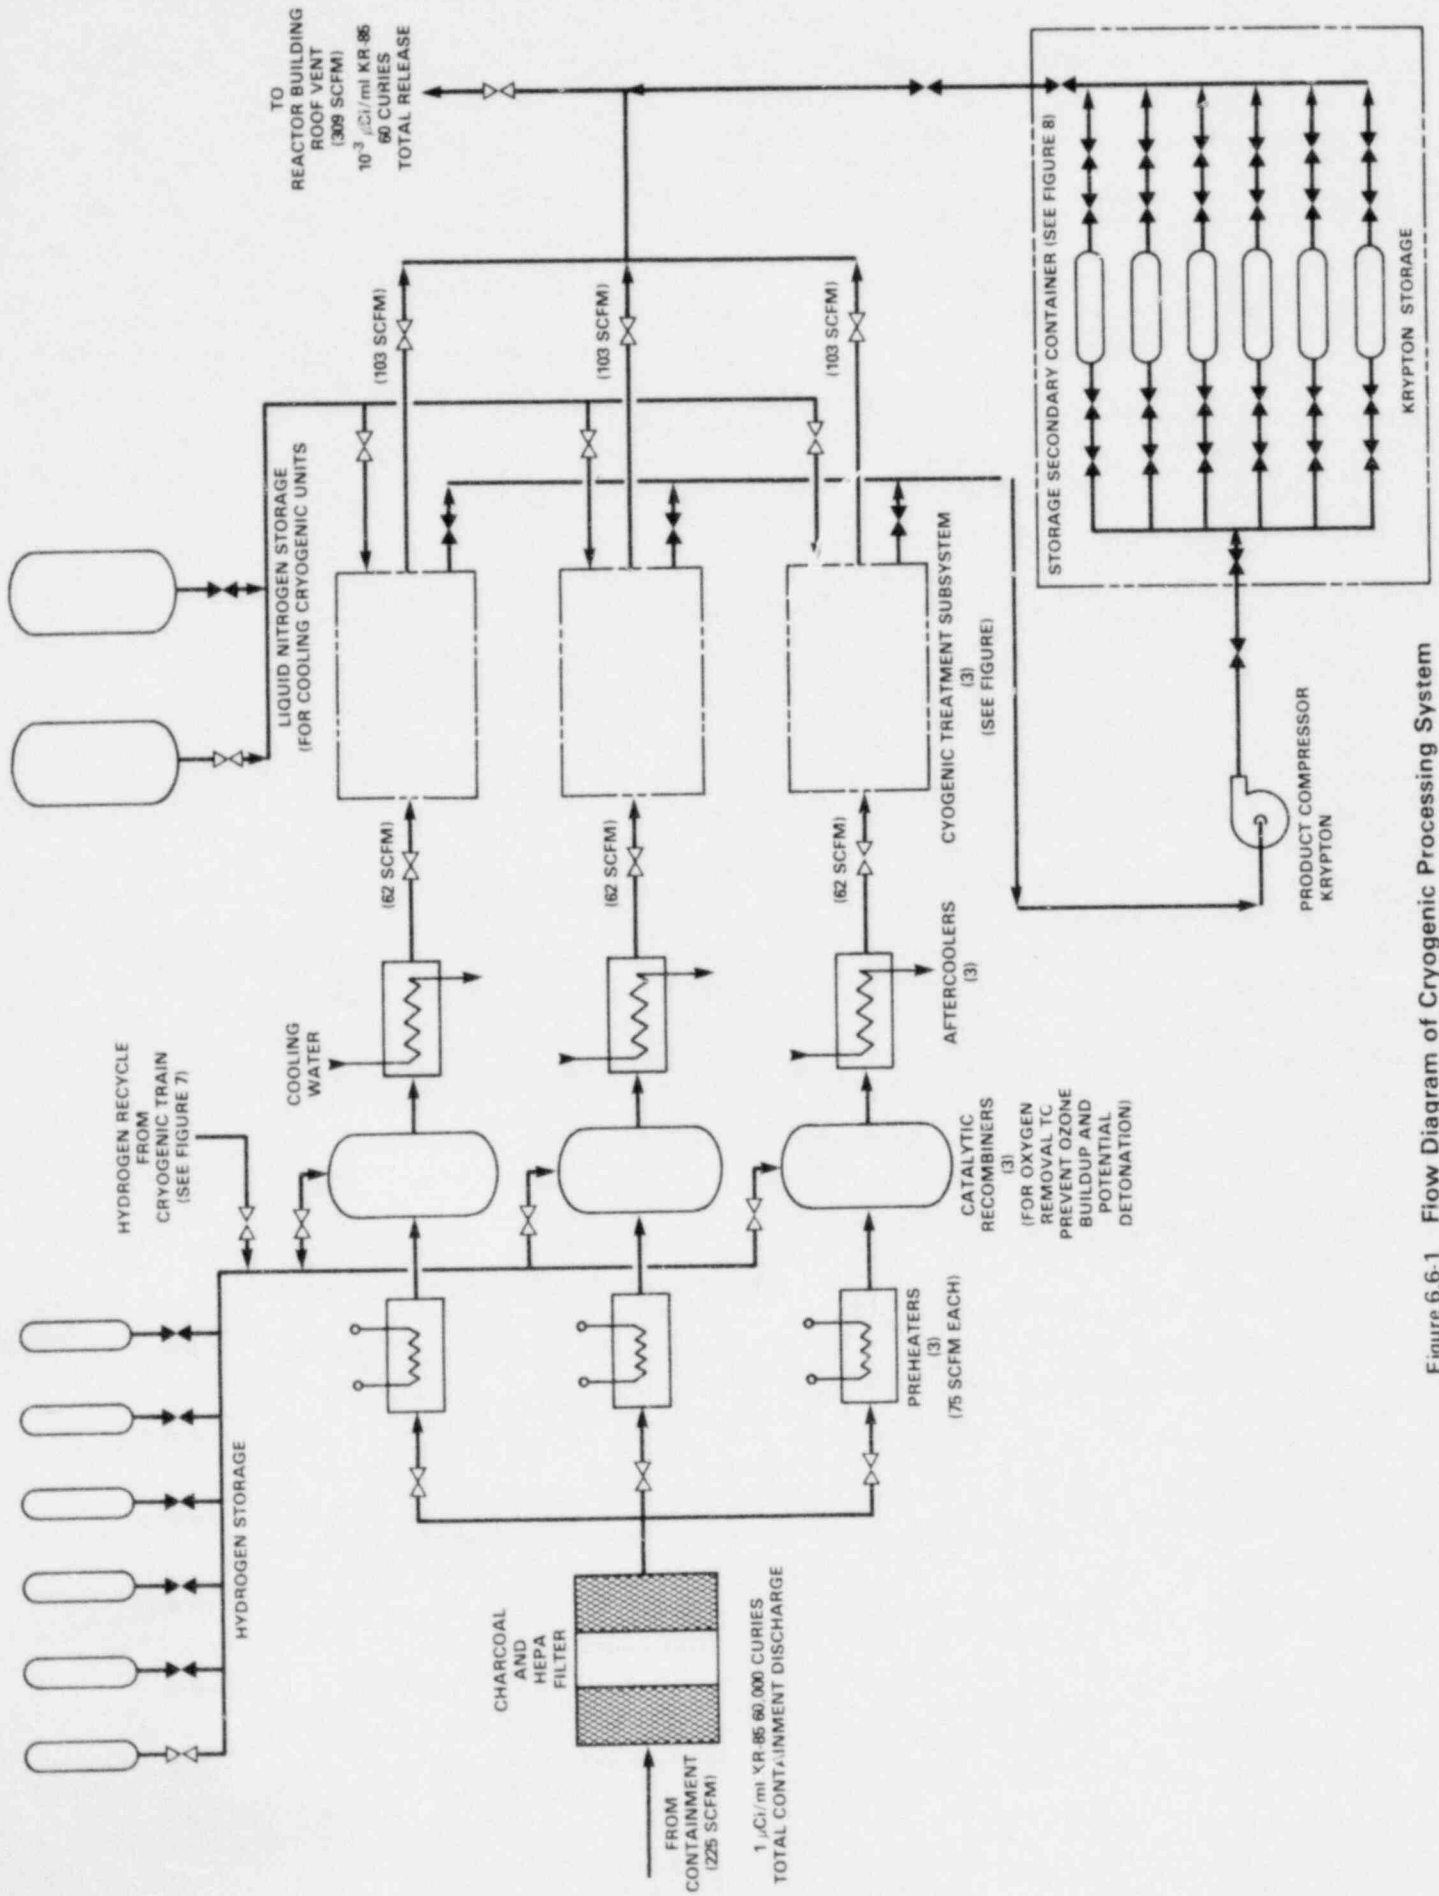 FROM
CONTAINMENT
(225 SCFM)
1 μCi/ml KR-85 60,000 CURIES
TOTAL CONTAINMENT DISCHARGE
CHARCOAL
AND
HEPA
FILTER
HYDROGEN STORAGE
HYDROGEN RECYCLE
FROM
CRYOGENIC TRAIN
(SEE FIGURE 7)
PREHEATERS
(3)
(75 SCFM EACH)
CATALYTIC
RECOMBINERS
(3)
(FOR OXYGEN
REMOVAL TO
PREVENT OZONE
BUILDUP AND
POTENTIAL
DETONATION)
COOLING
WATER
AFTERCOOLERS
(3)
(62 SCFM)
(62 SCFM)
(62 SCFM)
LIQUID NITROGEN STORAGE
(FOR COOLING CRYOGENIC UNITS
CYOGENIC TREATMENT SUBSYSTEM
(3)
(SEE FIGURE)
(103 SCFM)
(103 SCFM)
(103 SCFM)
TO
REACTOR BUILDING
ROOF VENT
(309 SCFM)
10-3 μCi/ml KR-85
60 CURIES
TOTAL RELEASE
PRODUCT COMPRESSOR
KRYPTON
STORAGE SECONDARY CONTAINER (SEE FIGURE 8)
KRYPTON STORAGE
Figure 6.6-1 Flow Diagram of Cryogenic Processing System